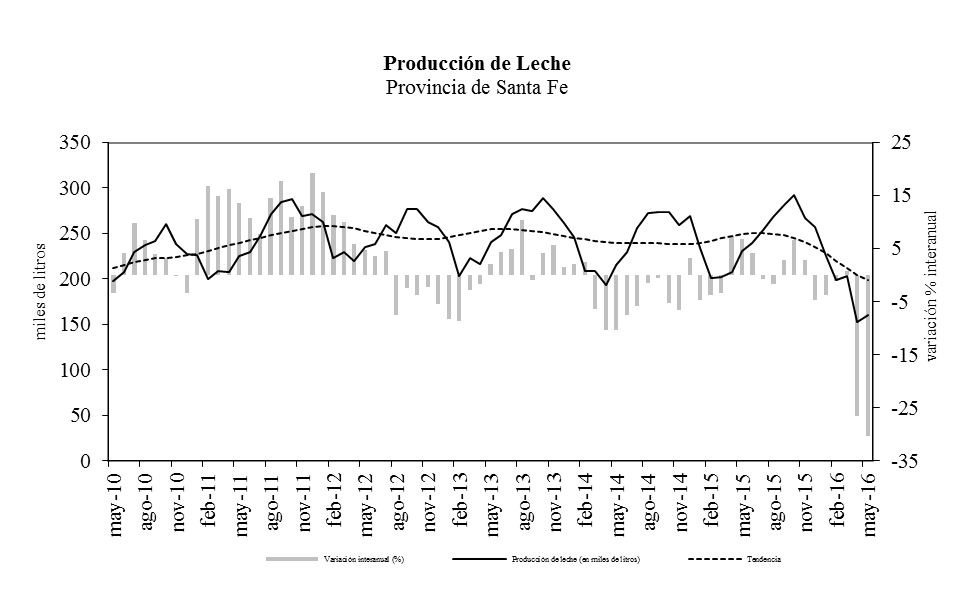 Producción de Leche
Provincia de Santa Fe
350
300
250
200
150
100
50
0
miles de litros
25
15
5
-5
-15
-25
-35
variación % interanual
may-10
ago-10
nov-10
feb-11
may-11
ago-11
nov-11
feb-12
may-12
ago-12
nov-12
feb-13
may-13
ago-13
nov-13
feb-14
may-14
ago-14
nov-14
feb-15
may-15
ago-15
nov-15
feb-16
may-16
Variación interanual (%)
Producción de leche (en miles de litros)
Tendencia